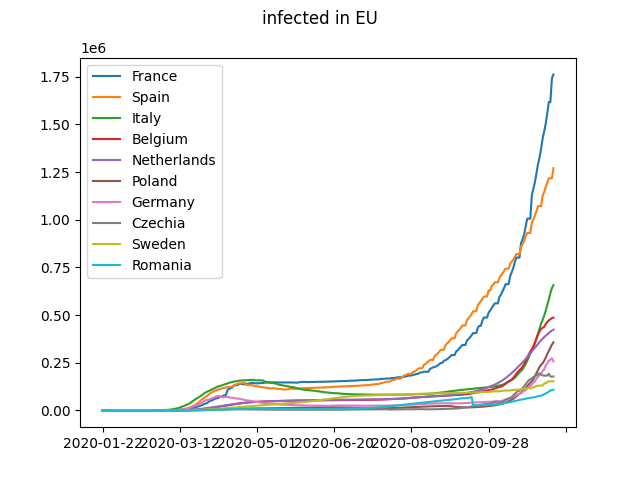 infected in EU
1e6
1.75
1.50
1.25
1.00
0.75
0.50
0.25
0.00
France
Spain
Italy
Belgium
Netherlands
Poland
Germany
Czechia
Sweden
Romania
2020-01-22
2020-03-12
2020-05-01
2020-06-20
2020-08-09
2020-09-28